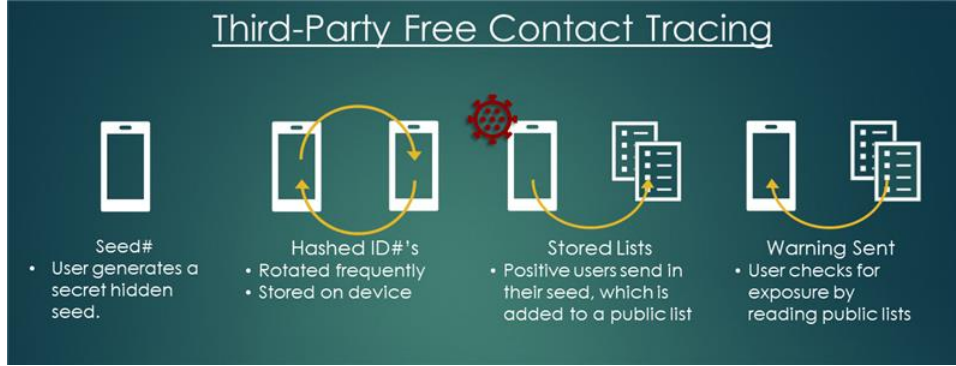 Third-Party Free Contact Tracing
Seed#
• User generates a
secret hidden
seed.
Hashed ID#'s
• Rotated frequently
• Stored on device
Stored Lists
• Positive users send in
their seed, which is
added to a public list
Warning Sent
• User checks for
exposure by
reading public lists